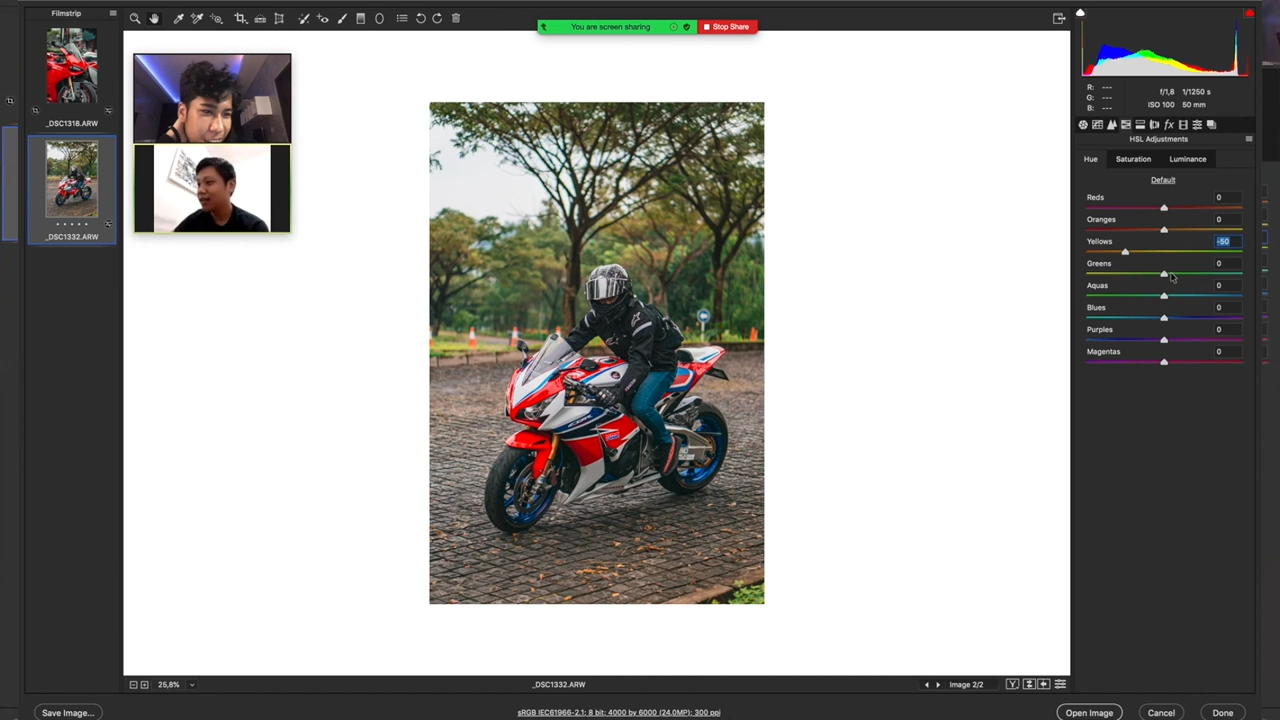 Filmstrip
You are screen sharing
Stop Share
_DSC1318.ARW
_DSC1332.ARW
R: ---
G: ---
B: ---
f/1,8 1/1250 s
ISO 100 50 mm
fx
HSL Adjustments
Hue Saturation Luminance
Default
Reds 0
Oranges 0
Yellows -50
Greens 0
Aquas 0
Blues 0
Purples 0
Magentas 0
25,8%
_DSC1332.ARW
Image 2/2
Y
Save Image...
sRGB IEC61966-2.1; 8 bit; 4000 by 6000 (24,0MP); 300 ppi
Open Image
Cancel
Done